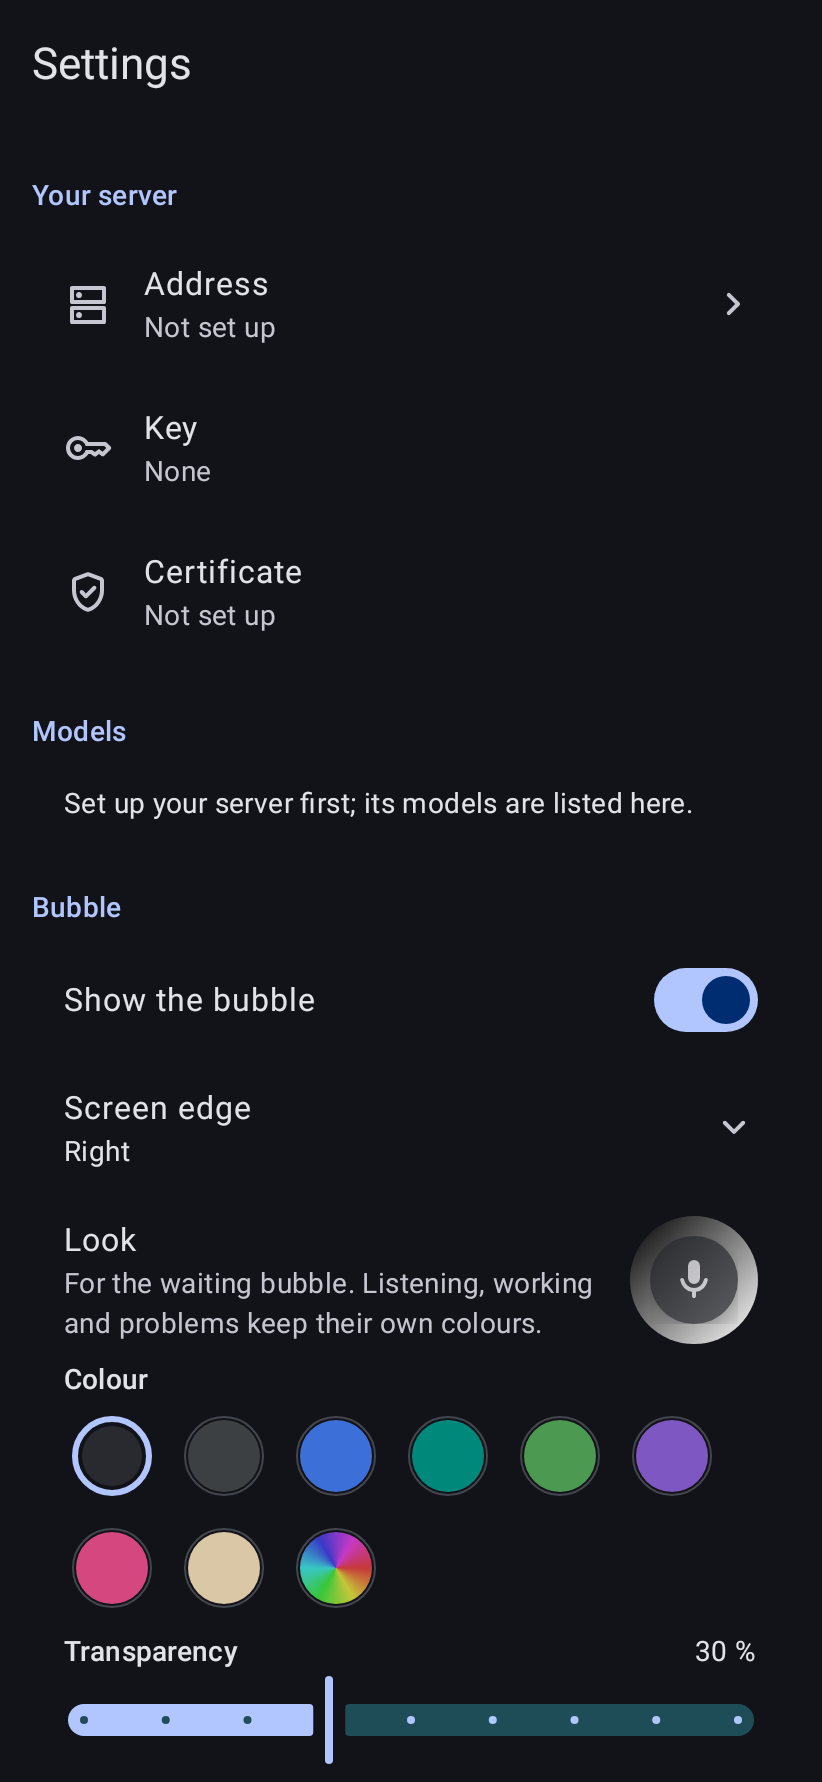 Settings
Your server
Address
Not set up
Key
None
Certificate
Not set up
Models
Set up your server first; its models are listed here.
Bubble
Show the bubble
Screen edge
Right
Look
For the waiting bubble. Listening, working
and problems keep their own colours.
Colour
Transparency 30 %